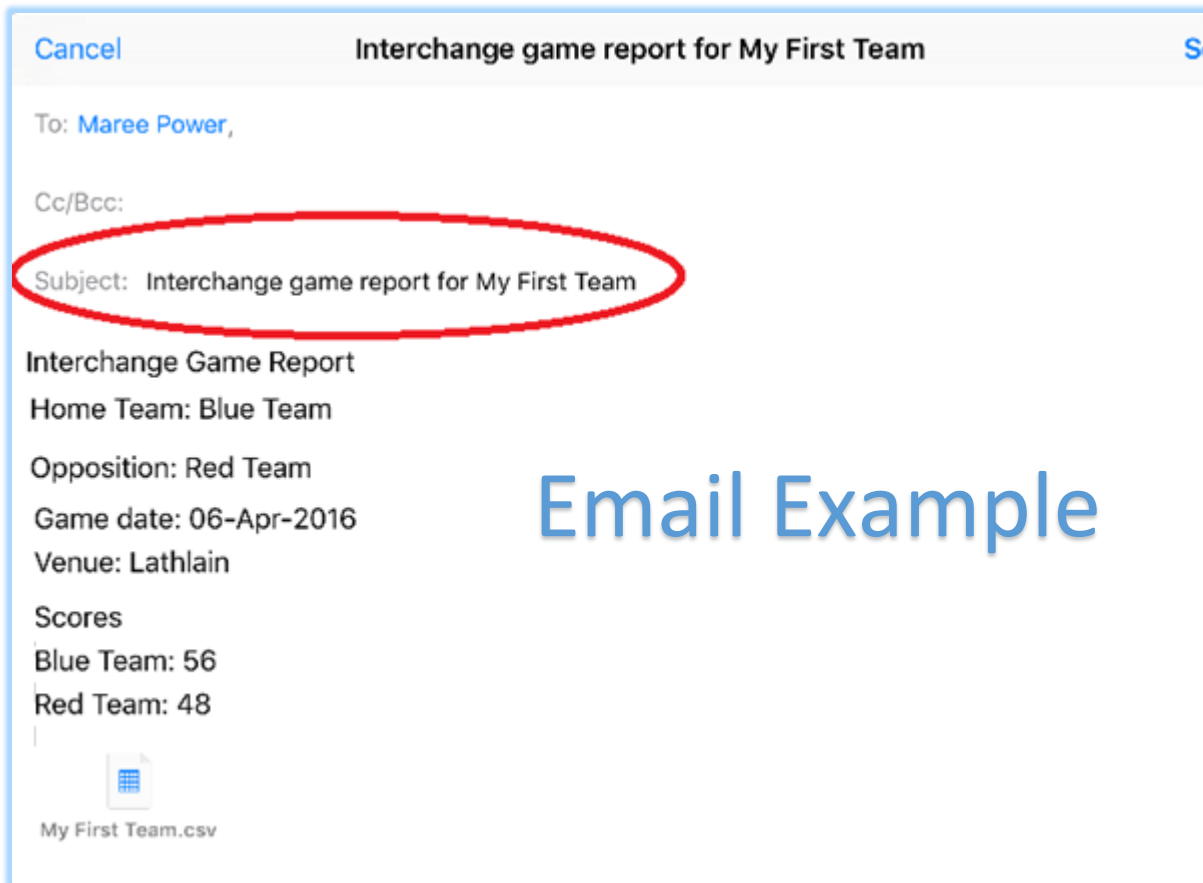 Cancel Interchange game report for My First Team
To: Maree Power,
Cc/Bcc:
Subject: Interchange game report for My First Team
Interchange Game Report
Home Team: Blue Team
Opposition: Red Team
Email Example
Game date: 06-Apr-2016
Venue: Lathlain
Scores
Blue Team: 56
Red Team: 48
My First Team.csv